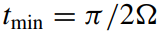 t_min = π/2Ω